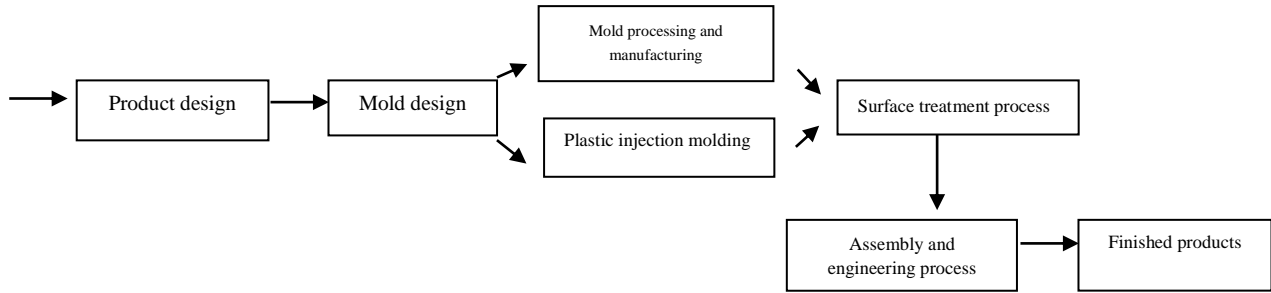 Product design
Mold design
Mold processing and
manufacturing
Plastic injection molding
Surface treatment process
Assembly and
engineering process
Finished products